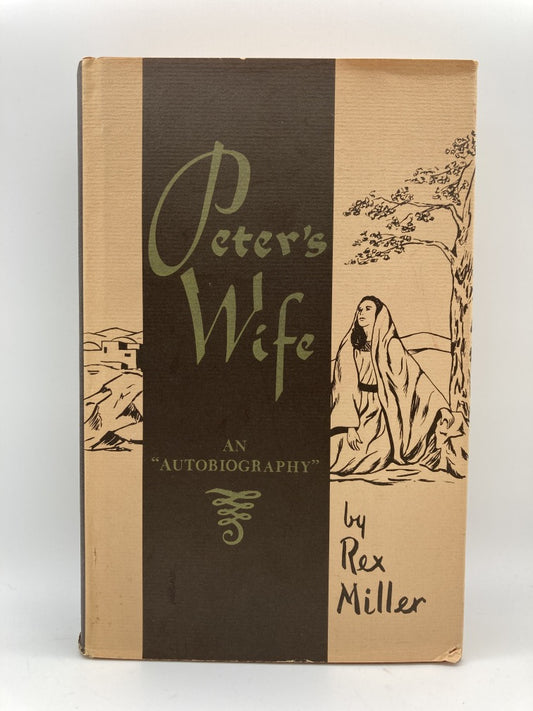 Peter's
Wife
AN
"AUTOBIOGRAPHY"
by
Rex
Miller